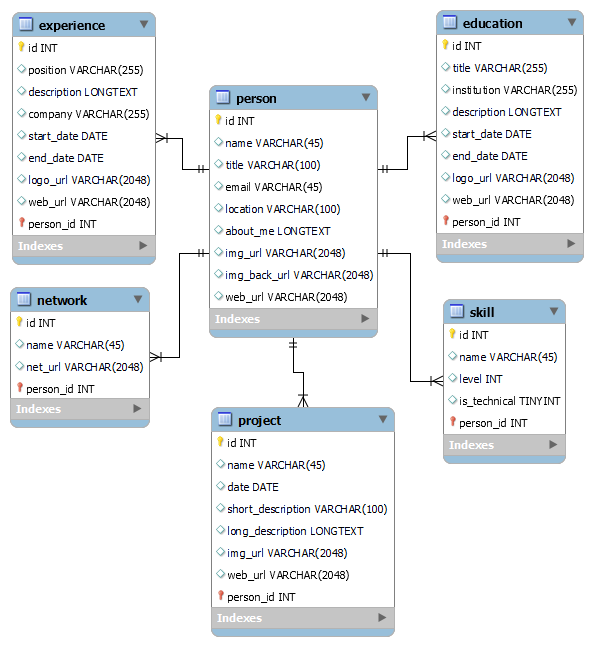 experience
id INT
position VARCHAR(255)
description LONGTEXT
company VARCHAR(255)
start_date DATE
end_date DATE
logo_url VARCHAR(2048)
web_url VARCHAR(2048)
person_id INT
Indexes
person
id INT
name VARCHAR(45)
title VARCHAR(100)
email VARCHAR(45)
location VARCHAR(100)
about_me LONGTEXT
img_url VARCHAR(2048)
img_back_url VARCHAR(2048)
web_url VARCHAR(2048)
Indexes
education
id INT
title VARCHAR(255)
institution VARCHAR(255)
description LONGTEXT
start_date DATE
end_date DATE
logo_url VARCHAR(2048)
web_url VARCHAR(2048)
person_id INT
Indexes
network
id INT
name VARCHAR(45)
net_url VARCHAR(2048)
person_id INT
Indexes
skill
id INT
name VARCHAR(45)
level INT
is_technical TINYINT
person_id INT
Indexes
project
id INT
name VARCHAR(45)
date DATE
short_description VARCHAR(100)
long_description LONGTEXT
img_url VARCHAR(2048)
web_url VARCHAR(2048)
person_id INT
Indexes